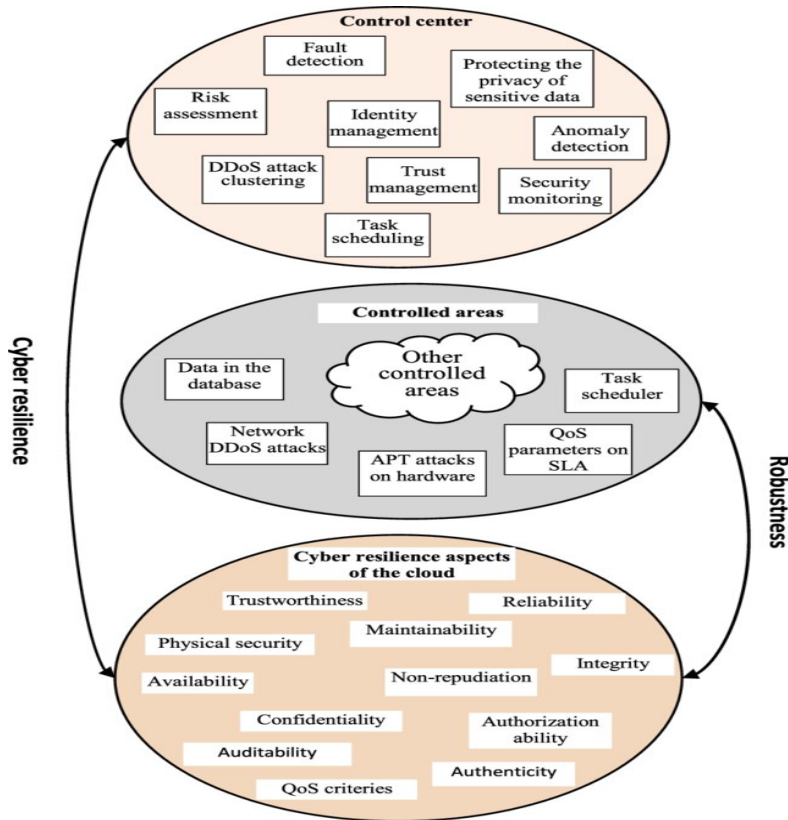 Control center
Fault
detection
Protecting the
privacy of
sensitive data
Risk
assessment
Identity
management
Anomaly
detection
DDoS attack
clustering
Trust
management
Security
monitoring
Task
scheduling
Cyber resilience
Controlled areas
Other
controlled
areas
Data in the
database
Task
scheduler
Network
DDoS attacks
QoS
parameters on
SLA
APT attacks
on hardware
Robustness
Cyber resilience aspects
of the cloud
Trustworthiness
Reliability
Maintainability
Physical security
Integrity
Availability
Non-repudiation
Confidentiality
Authorization
ability
Auditability
Authenticity
QoS criteries